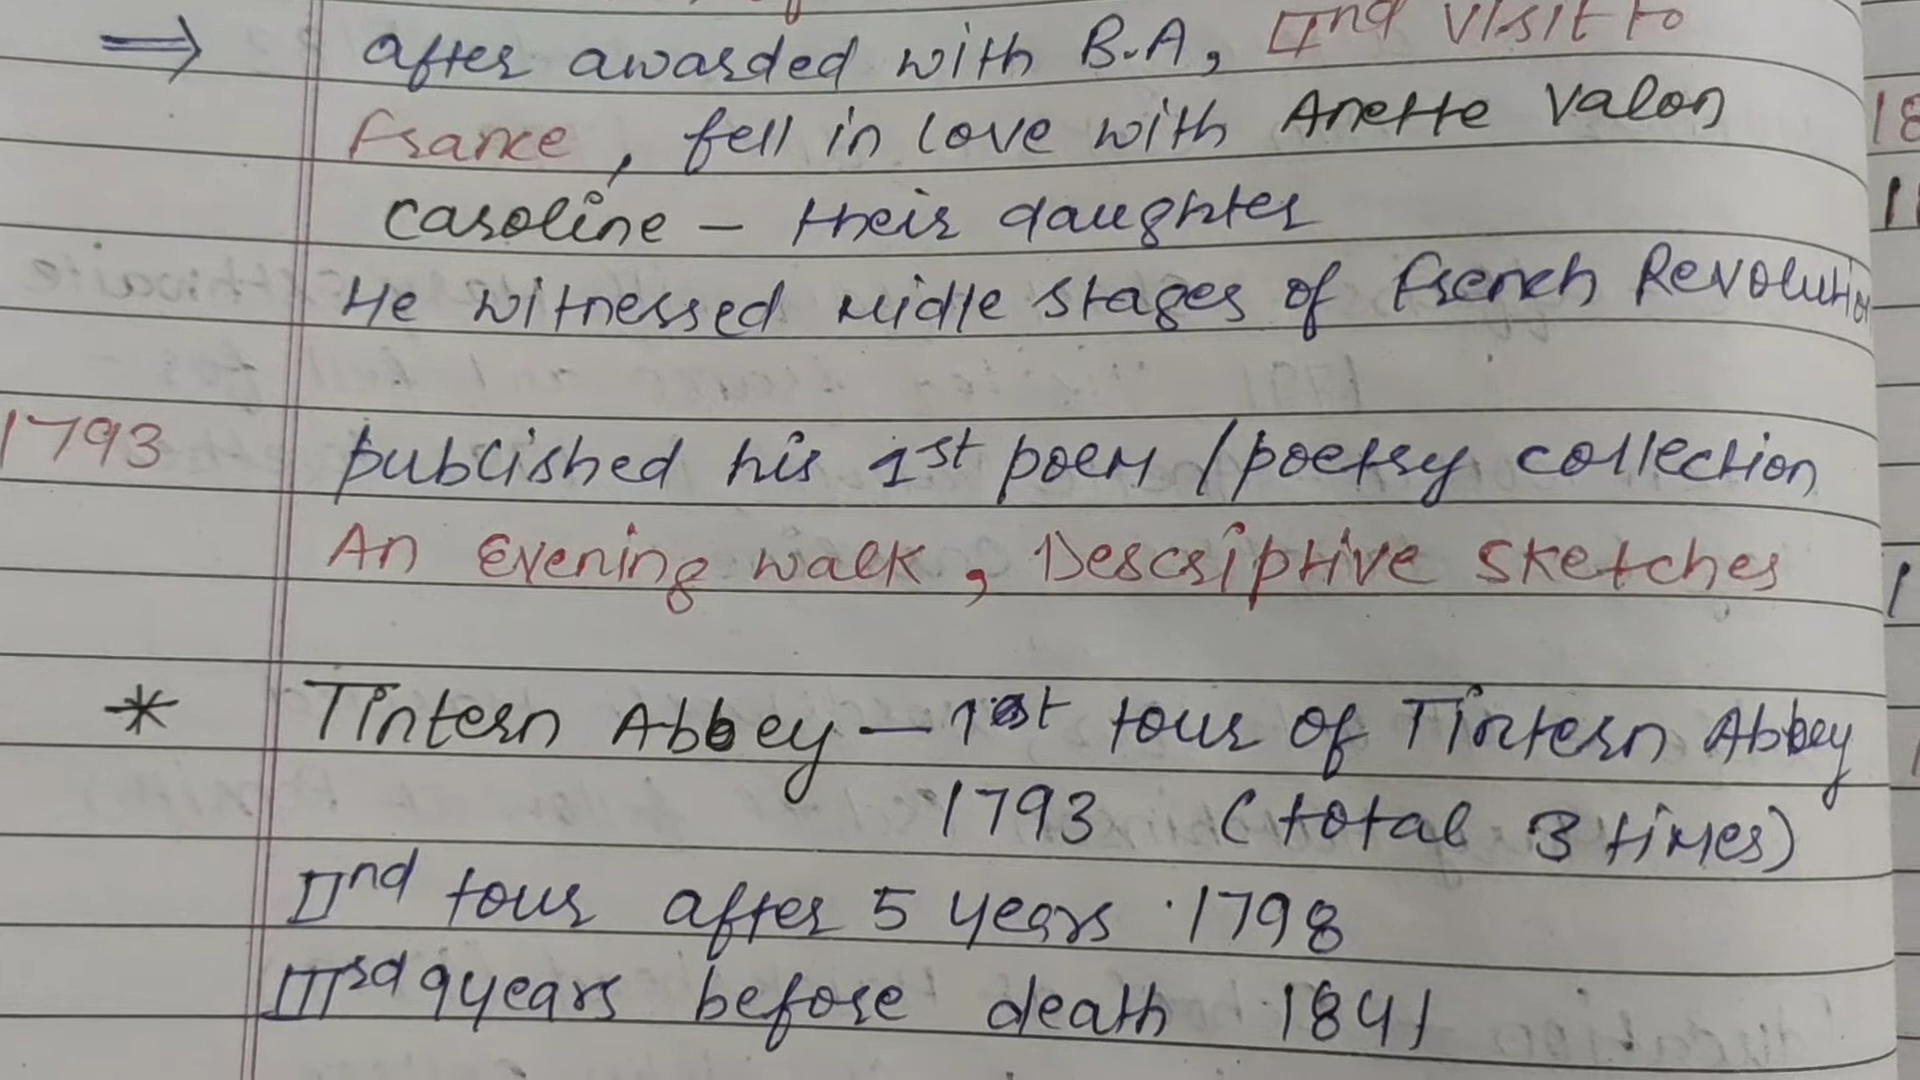 ⇒ after awarded with B.A, IInd visit to
France, fell in love with Anette Valon
Caroline – their daughter
He witnessed midle stages of French Revolution
1793 published his 1st poem / poetry collection
An Evening walk, Descriptive Sketches
* Tintern Abbey – 1st tour of Tintern Abbey
1793 (total 3 times)
IInd tour after 5 years 1798
IIIrd 9 years before death 1841